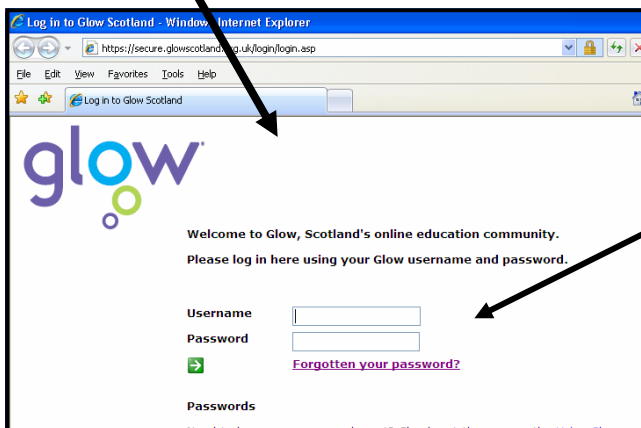 Log in to Glow Scotland - Windows Internet Explorer
https://secure.glowscotland.org.uk/login/login.asp
File Edit View Favorites Tools Help
Log in to Glow Scotland
glow
Welcome to Glow, Scotland's online education community.
Please log in here using your Glow username and password.
Username
Password
Forgotten your password?
Passwords